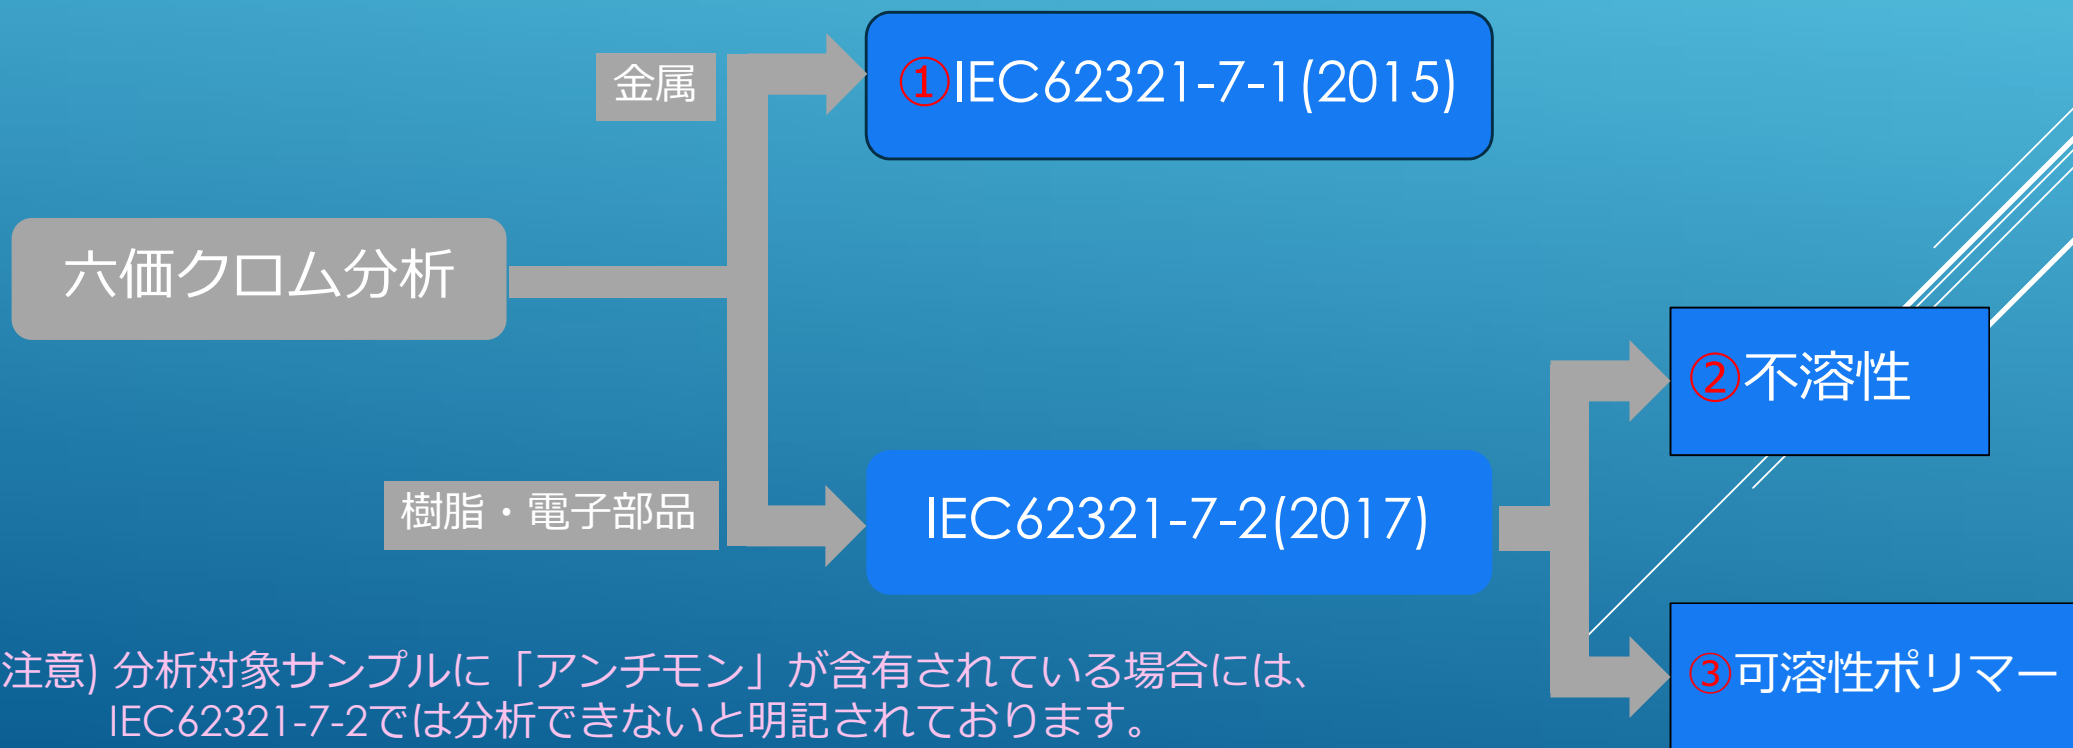 金属
①IEC62321-7-1(2015)
六価クロム分析
②不溶性
樹脂・電子部品
IEC62321-7-2(2017)
③可溶性ポリマー
注意) 分析対象サンプルに「アンチモン」が含有されている場合には、
IEC62321-7-2では分析できないと明記されております。